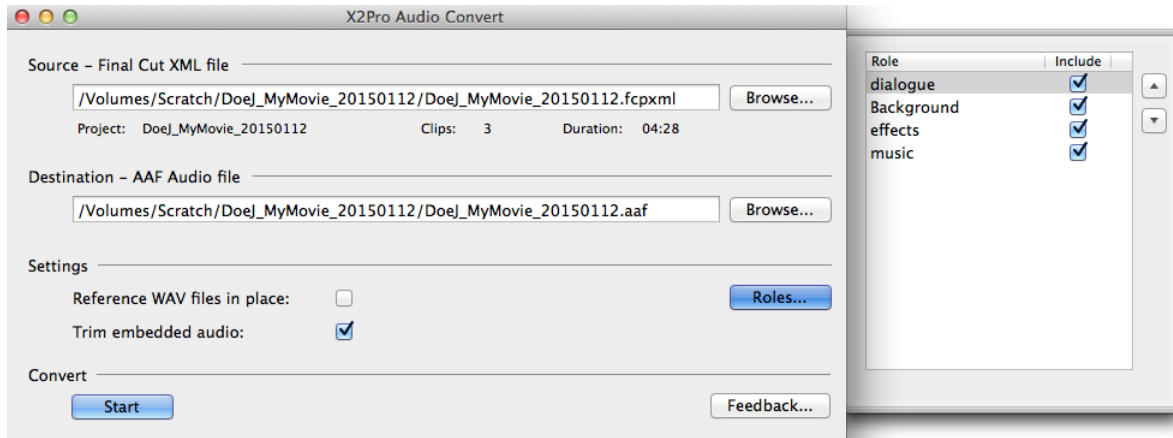 X2Pro Audio Convert
Source – Final Cut XML file
/Volumes/Scratch/DoeJ_MyMovie_20150112/DoeJ_MyMovie_20150112.fcpxml
Browse...
Project: DoeJ_MyMovie_20150112 Clips: 3 Duration: 04:28
Destination – AAF Audio file
/Volumes/Scratch/DoeJ_MyMovie_20150112/DoeJ_MyMovie_20150112.aaf
Browse...
Settings
Reference WAV files in place:
Roles...
Trim embedded audio:
Convert
Start
Feedback...
Role Include
dialogue
Background
effects
music